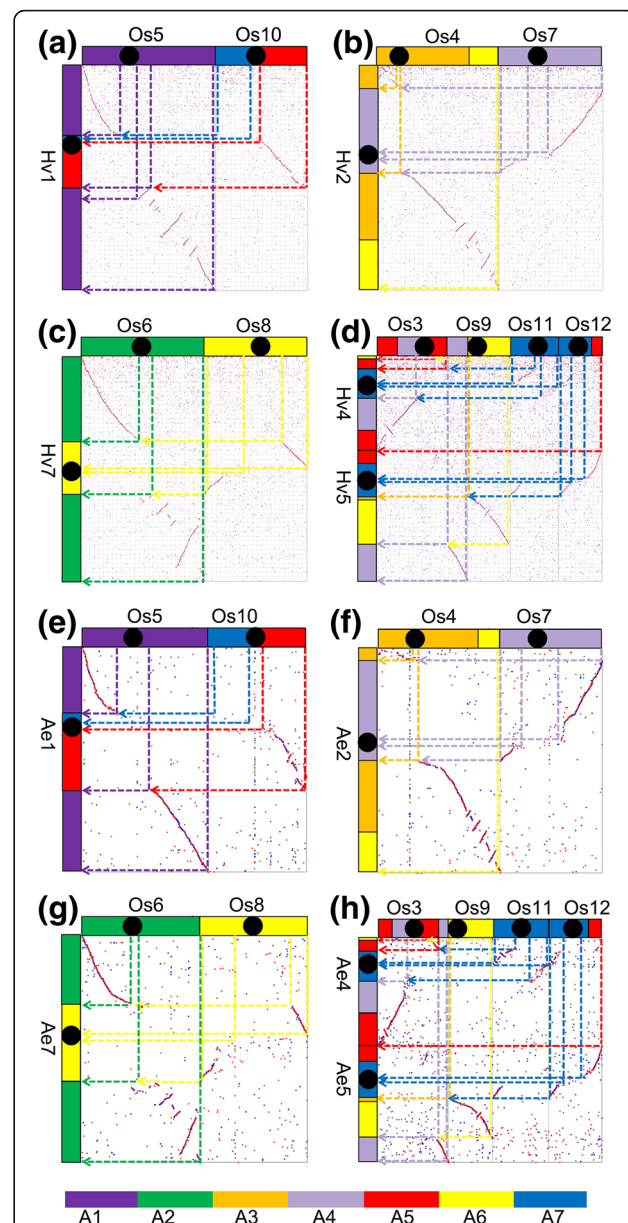 (a) Os5 Os10
Hv1
(b) Os4 Os7
Hv2
(c) Os6 Os8
Hv7
(d) Os3 Os9 Os11 Os12
Hv4
Hv5
(e) Os5 Os10
Ae1
(f) Os4 Os7
Ae2
(g) Os6 Os8
Ae7
(h) Os3 Os9 Os11 Os12
Ae4
Ae5
A1 A2 A3 A4 A5 A6 A7